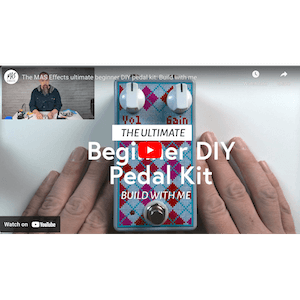 The MAS Effects ultimate beginner DIY pedal kit: Build with me
Vol Gain
THE ULTIMATE
Beginner DIY
Pedal Kit
BUILD WITH ME
Watch on YouTube